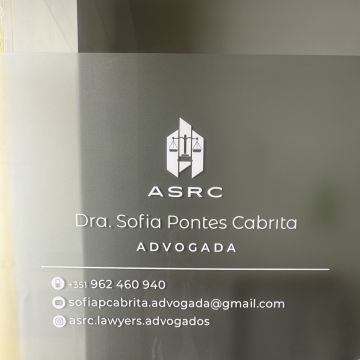 ASRC
Dra. Sofia Pontes Cabrita
ADVOGADA
+351 962 460 940
sofiapcabrita.advogada@gmail.com
asrc.lawyers.advogados